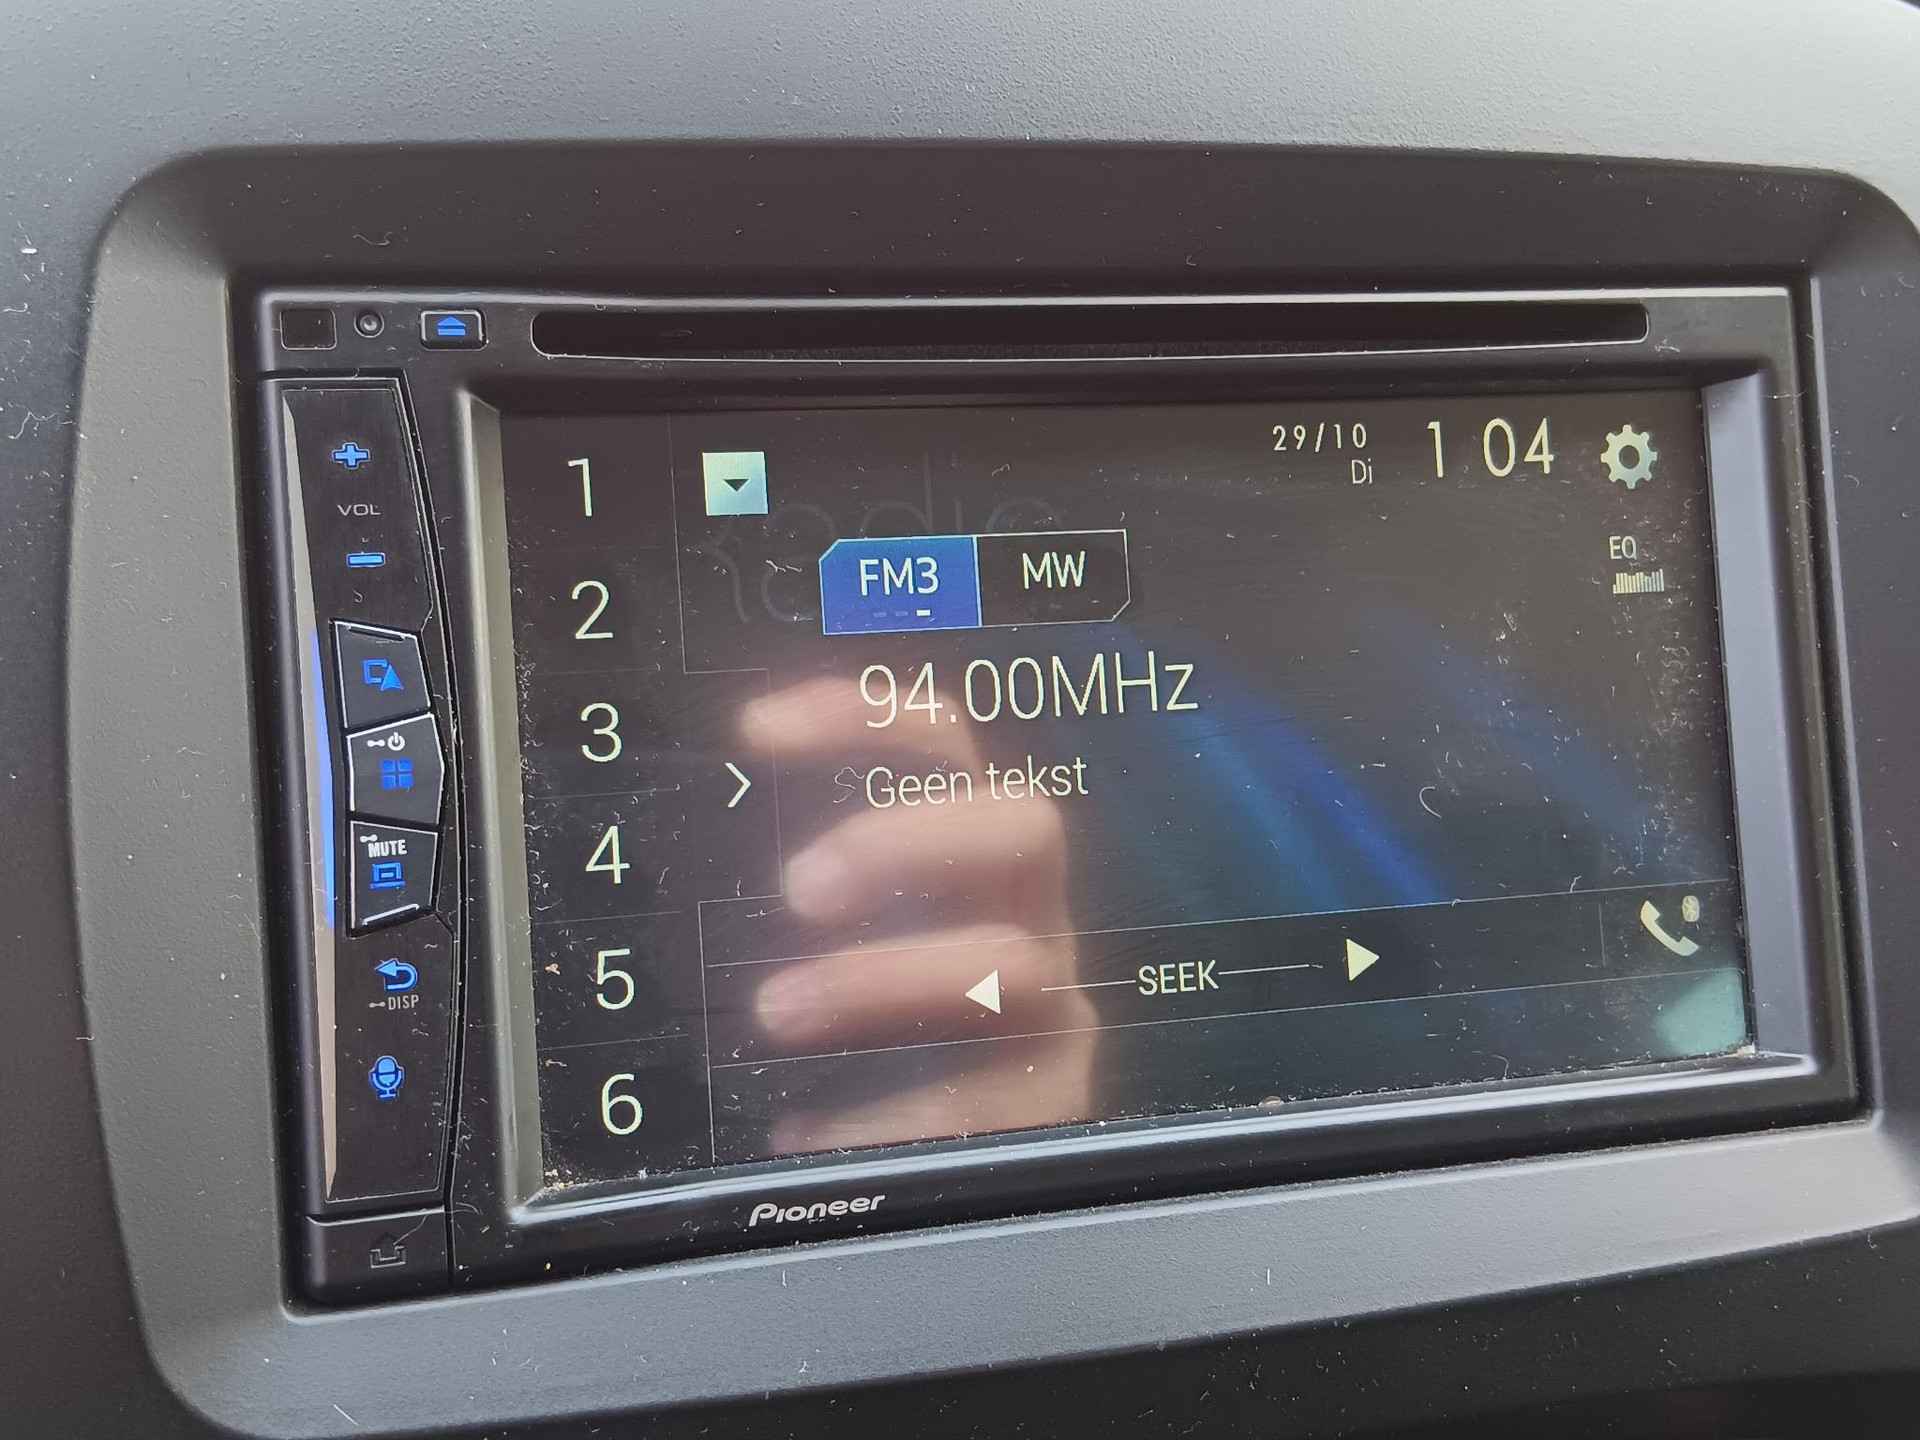 29/10
Di
1 04
EQ
Radio
FM3
MW
94.00MHz
Geen tekst
SEEK
1
2
3
4
5
6
VOL
MUTE
DISP
Pioneer